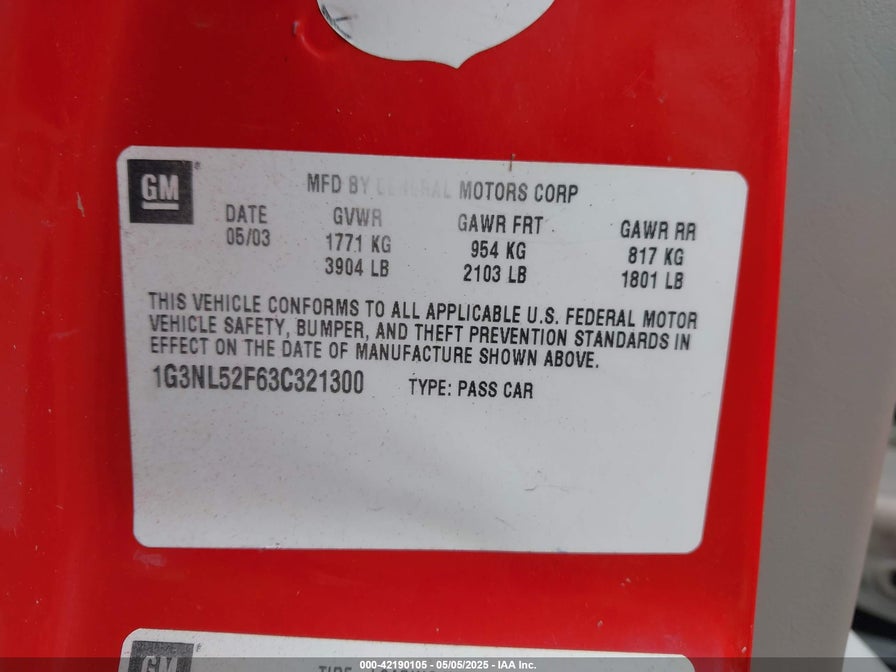 GM
MFD BY GENERAL MOTORS CORP
DATE GVWR GAWR FRT GAWR RR
05/03 1771 KG 954 KG 817 KG
3904 LB 2103 LB 1801 LB
THIS VEHICLE CONFORMS TO ALL APPLICABLE U.S. FEDERAL MOTOR
VEHICLE SAFETY, BUMPER, AND THEFT PREVENTION STANDARDS IN
EFFECT ON THE DATE OF MANUFACTURE SHOWN ABOVE.
1G3NL52F63C321300 TYPE: PASS CAR
GM
000-42190105 - 05/05/2025 - IAA Inc.